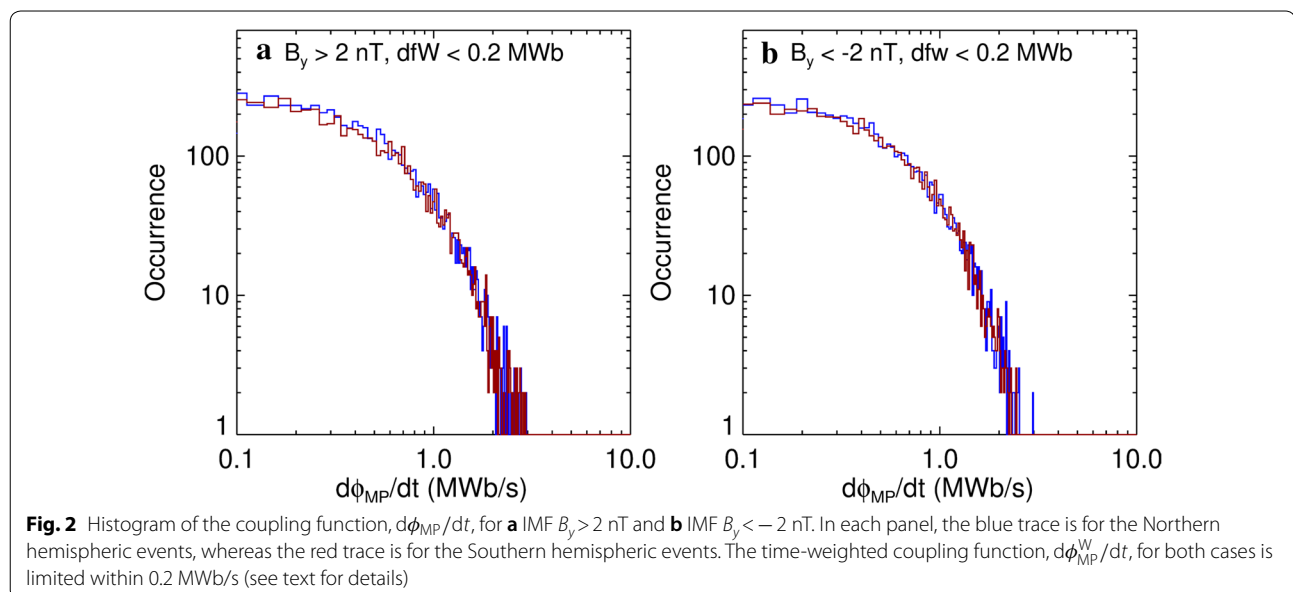 a B_y > 2 nT, dfW < 0.2 MWb
b B_y < -2 nT, dfw < 0.2 MWb
100
10
1
Occurrence
0.1 1.0 10.0
dϕ_MP/dt (MWb/s)
100
10
1
Occurrence
0.1 1.0 10.0
dϕ_MP/dt (MWb/s)
Fig. 2 Histogram of the coupling function, dϕ_MP/dt, for a IMF B_y > 2 nT and b IMF B_y < − 2 nT. In each panel, the blue trace is for the Northern
hemispheric events, whereas the red trace is for the Southern hemispheric events. The time-weighted coupling function, dϕ^W_MP/dt, for both cases is
limited within 0.2 MWb/s (see text for details)